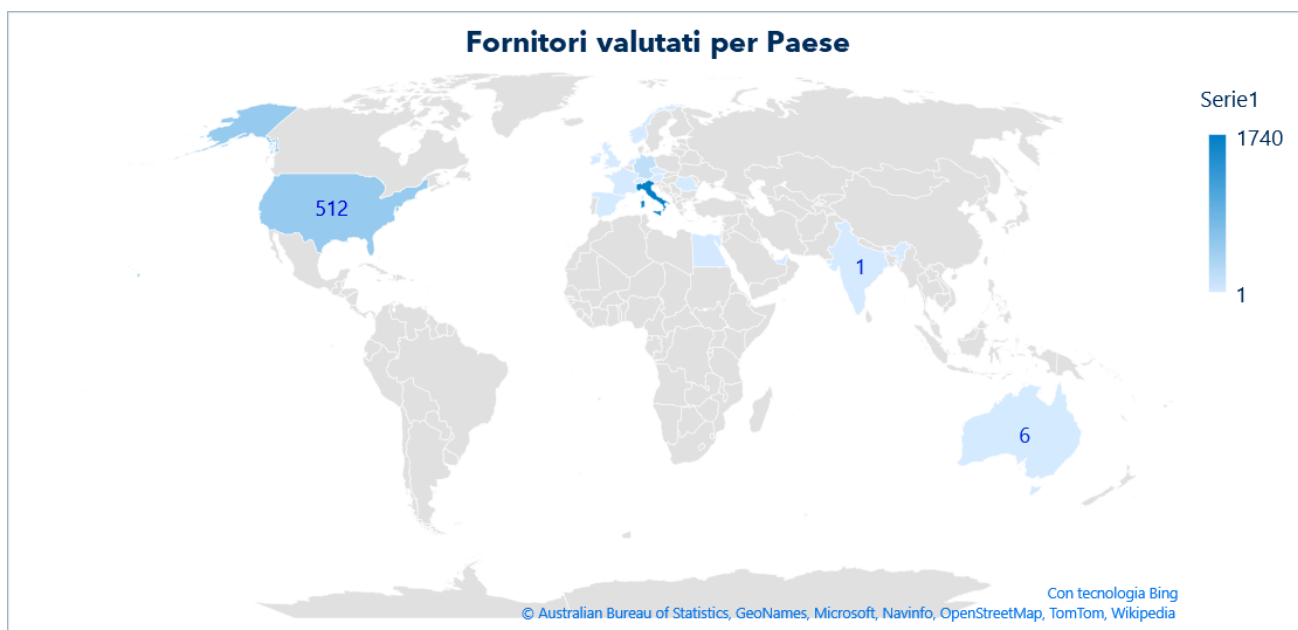 Fornitori valutati per Paese
Serie1
1740
1
512
1
6
Con tecnologia Bing
© Australian Bureau of Statistics, GeoNames, Microsoft, Navinfo, OpenStreetMap, TomTom, Wikipedia